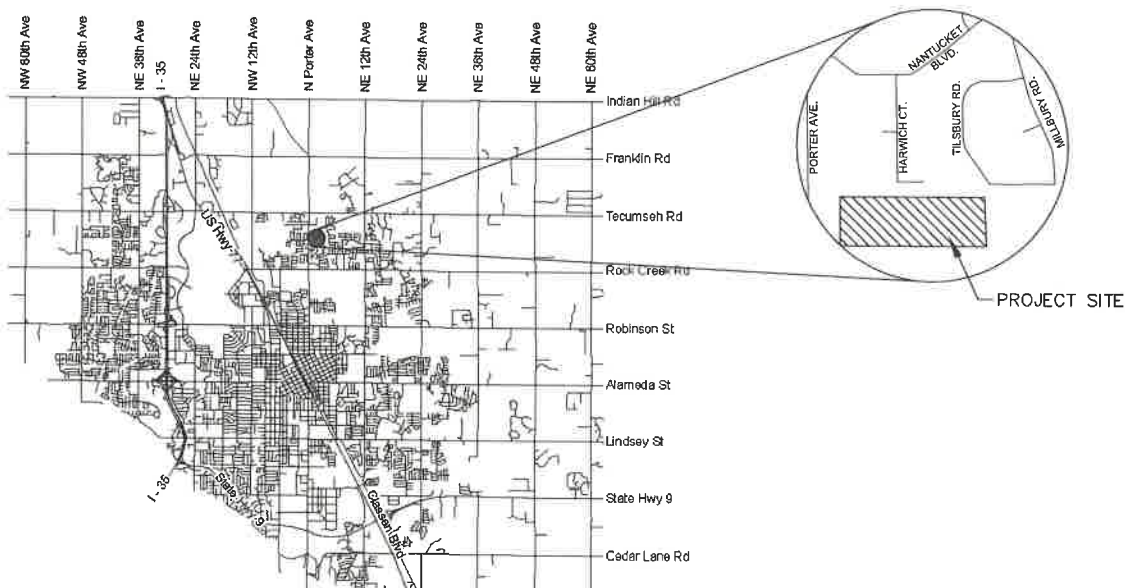 NW 60th Ave
NW 48th Ave
NE 38th Ave
I - 35
NE 24th Ave
NW 12th Ave
N Porter Ave
NE 12th Ave
NE 24th Ave
NE 38th Ave
NE 48th Ave
NE 60th Ave
Indian Hill Rd
Franklin Rd
Tecumseh Rd
Rock Creek Rd
Robinson St
Alameda St
Lindsey St
State Hwy 9
Cedar Lane Rd
US Hwy 77
I - 35
State
9
Classen Blvd
NANTUCKET
BLVD.
PORTER AVE.
HARWICH CT.
TILSBURY RD.
MILLBURY RD.
PROJECT SITE